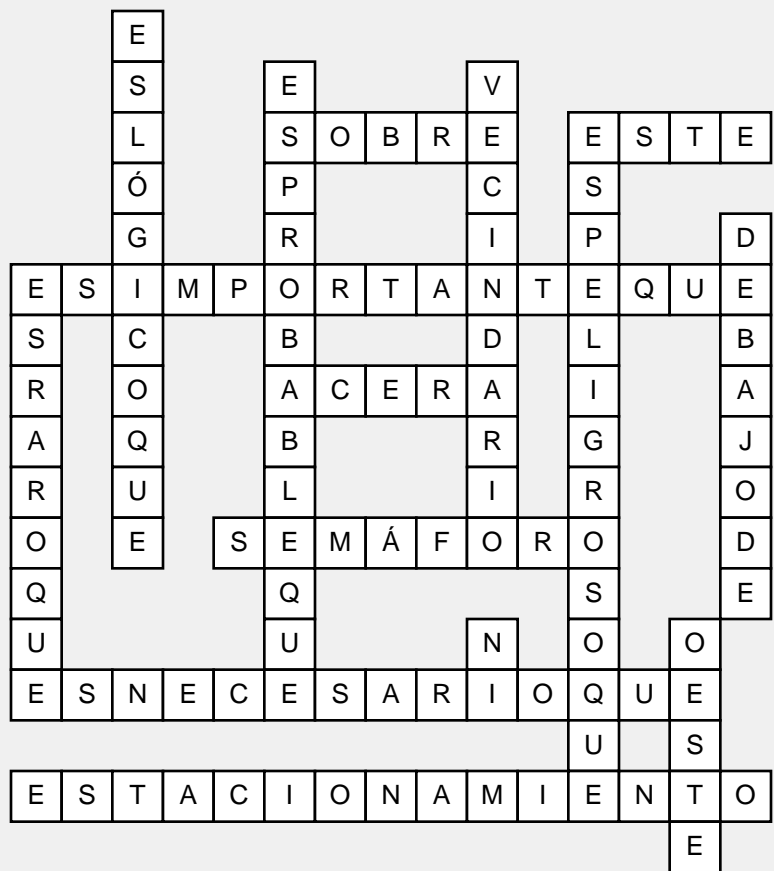 E
S E V
L S O B R E E S T E
Ó P C S
G R I P D
E S I M P O R T A N T E Q U E
S C B D L B
R O A C E R A I A
A Q B R G J
R U L I R O
O E S E M Á F O R O D
Q Q S E
U U N O O
E S N E C E S A R I O Q U E
U S
E S T A C I O N A M I E N T O
E